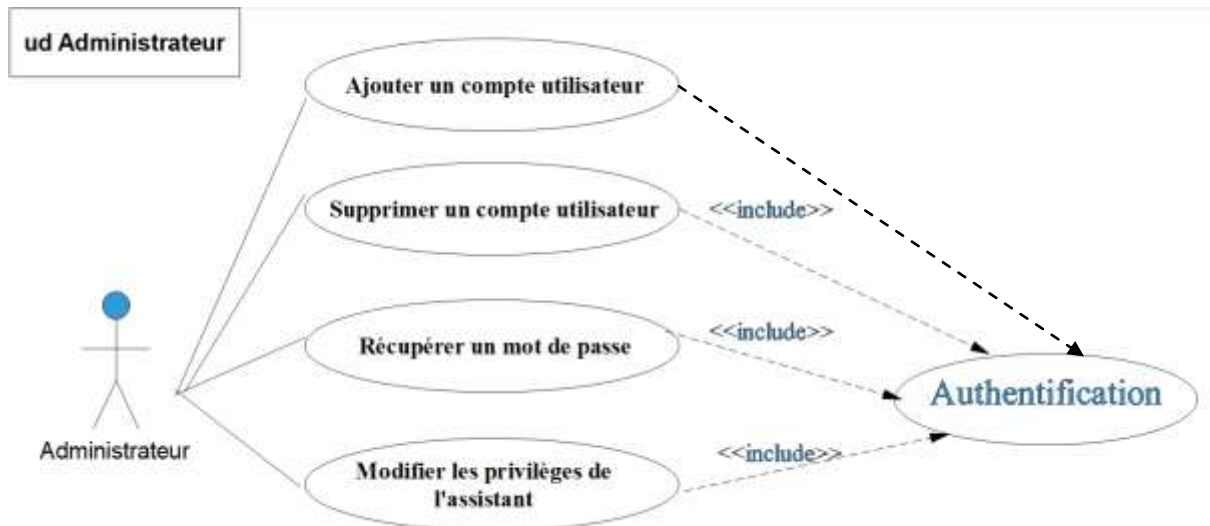 ud Administrateur
Ajouter un compte utilisateur
Supprimer un compte utilisateur
<<include>>
Récupérer un mot de passe
<<include>>
Authentification
Administrateur
Modifier les privilèges de
l'assistant
<<include>>